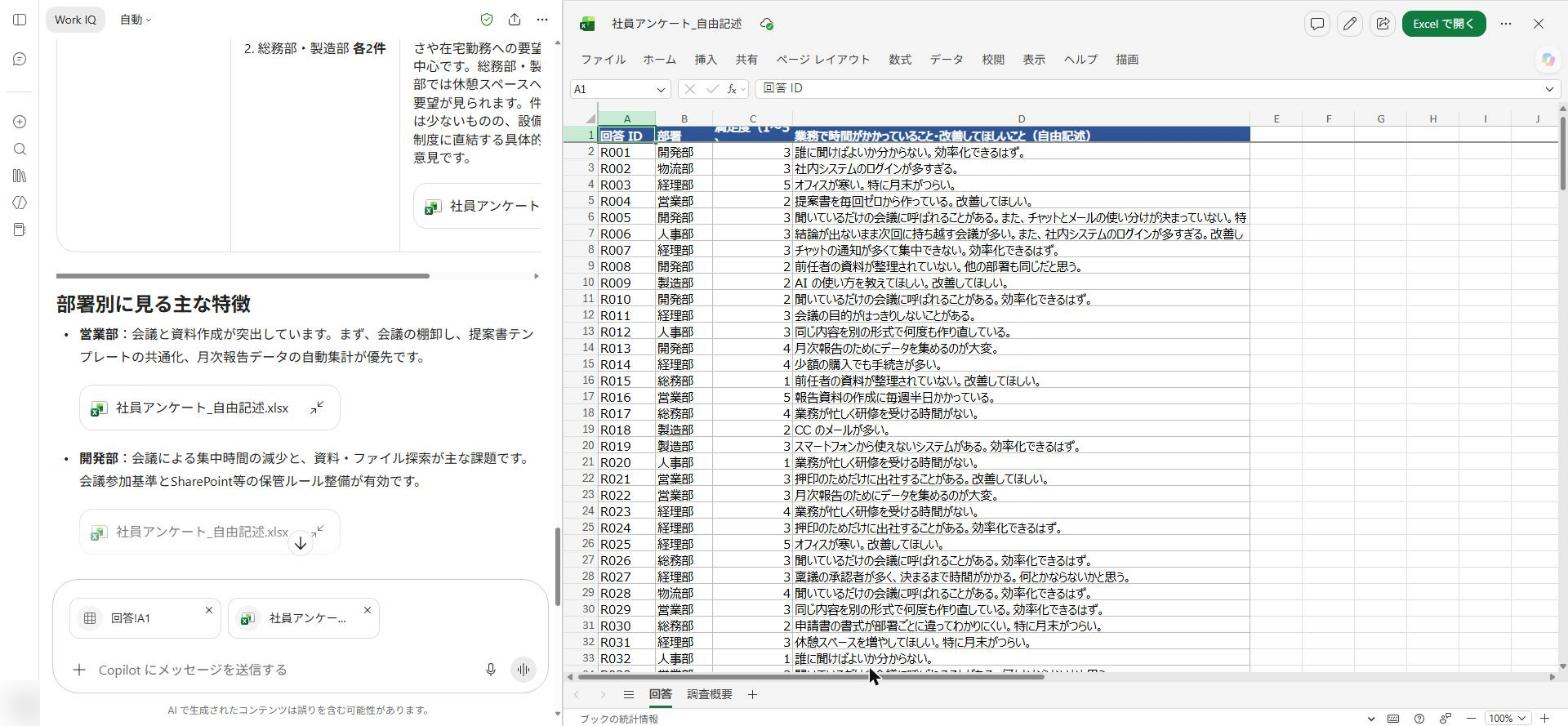 Work IQ 自動
2. 総務部・製造部 各2件
さや在宅勤務への要望
中心です。総務部・製
部では休憩スペースへ
要望が見られます。件
は少ないものの、設備
制度に直結する具体的
意見です。
社員アンケート
部署別に見る主な特徴
• 営業部：会議と資料作成が突出しています。まず、会議の棚卸し、提案書テン
プレートの共通化、月次報告データの自動集計が優先です。
社員アンケート_自由記述.xlsx
• 開発部：会議による集中時間の減少と、資料・ファイル探索が主な課題です。
会議参加基準とSharePoint等の保管ルール整備が有効です。
社員アンケート_自由記述.xlsx
回答!A1
社員アンケー...
Copilot にメッセージを送信する
AI で生成されたコンテンツは誤りを含む可能性があります。
社員アンケート_自由記述
Excel で開く
ファイル ホーム 挿入 共有 ページ レイアウト 数式 データ 校閲 表示 ヘルプ 描画
A1 fx 回答 ID
A B C D E F G H I J
1 回答 ID 部署 満足度（1～5 業務で時間がかかっていること・改善してほしいこと（自由記述）
2 R001 開発部 3 誰に聞けばよいか分からない。効率化できるはず。
3 R002 物流部 3 社内システムのログインが多すぎる。
4 R003 経理部 5 オフィスが寒い。特に月末がつらい。
5 R004 営業部 2 提案書を毎回ゼロから作っている。改善してほしい。
6 R005 開発部 3 聞いているだけの会議に呼ばれることがある。また、チャットとメールの使い分けが決まっていない。特
7 R006 人事部 3 結論が出ないまま次回に持ち越す会議が多い。また、社内システムのログインが多すぎる。改善し
8 R007 経理部 3 チャットの通知が多くて集中できない。効率化できるはず。
9 R008 開発部 2 前任者の資料が整理されていない。他の部署も同じだと思う。
10 R009 製造部 2 AI の使い方を教えてほしい。改善してほしい。
11 R010 開発部 2 聞いているだけの会議に呼ばれることがある。効率化できるはず。
12 R011 経理部 3 会議の目的がはっきりしないことがある。
13 R012 人事部 3 同じ内容を別の形式で何度も作り直している。
14 R013 開発部 4 月次報告のためにデータを集めるのが大変。
15 R014 経理部 4 少額の購入でも手続きが多い。
16 R015 総務部 1 前任者の資料が整理されていない。改善してほしい。
17 R016 営業部 5 報告資料の作成に毎週半日かかっている。
18 R017 総務部 4 業務が忙しく研修を受ける時間がない。
19 R018 製造部 2 CC のメールが多い。
20 R019 製造部 3 スマートフォンから使えないシステムがある。効率化できるはず。
21 R020 人事部 1 業務が忙しく研修を受ける時間がない。
22 R021 営業部 3 押印のためだけに出社することがある。改善してほしい。
23 R022 営業部 3 月次報告のためにデータを集めるのが大変。
24 R023 経理部 4 業務が忙しく研修を受ける時間がない。
25 R024 経理部 3 押印のためだけに出社することがある。効率化できるはず。
26 R025 経理部 5 オフィスが寒い。改善してほしい。
27 R026 総務部 3 聞いているだけの会議に呼ばれることがある。効率化できるはず。
28 R027 経理部 3 稟議の承認者が多く、決まるまで時間がかかる。何とかならないかと思う。
29 R028 物流部 4 聞いているだけの会議に呼ばれることがある。効率化できるはず。
30 R029 営業部 3 同じ内容を別の形式で何度も作り直している。効率化できるはず。
31 R030 総務部 2 申請書の書式が部署ごとに違ってわかりにくい。特に月末がつらい。
32 R031 経理部 3 休憩スペースを増やしてほしい。特に月末がつらい。
33 R032 人事部 1 誰に聞けばよいか分からない。
回答 調査概要
ブックの統計情報 100%